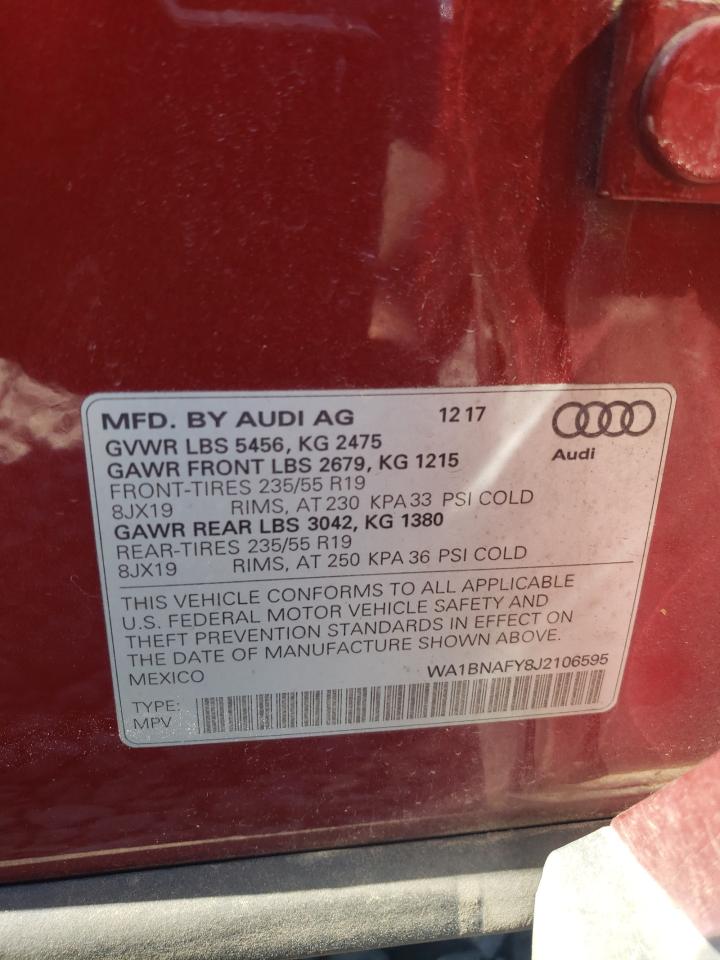 MFD. BY AUDI AG 12 17
GVWR LBS 5456, KG 2475
Audi
GAWR FRONT LBS 2679, KG 1215
FRONT-TIRES 235/55 R19
8JX19 RIMS, AT 230 KPA 33 PSI COLD
GAWR REAR LBS 3042, KG 1380
REAR-TIRES 235/55 R19
8JX19 RIMS, AT 250 KPA 36 PSI COLD
THIS VEHICLE CONFORMS TO ALL APPLICABLE
U.S. FEDERAL MOTOR VEHICLE SAFETY AND
THEFT PREVENTION STANDARDS IN EFFECT ON
THE DATE OF MANUFACTURE SHOWN ABOVE.
MEXICO WA1BNAFY8J2106595
TYPE:
MPV